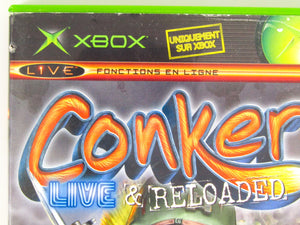 XBOX
UNIQUEMENT
SUR XBOX
LIVE FONCTIONS EN LIGNE
Conker
LIVE & RELOADED